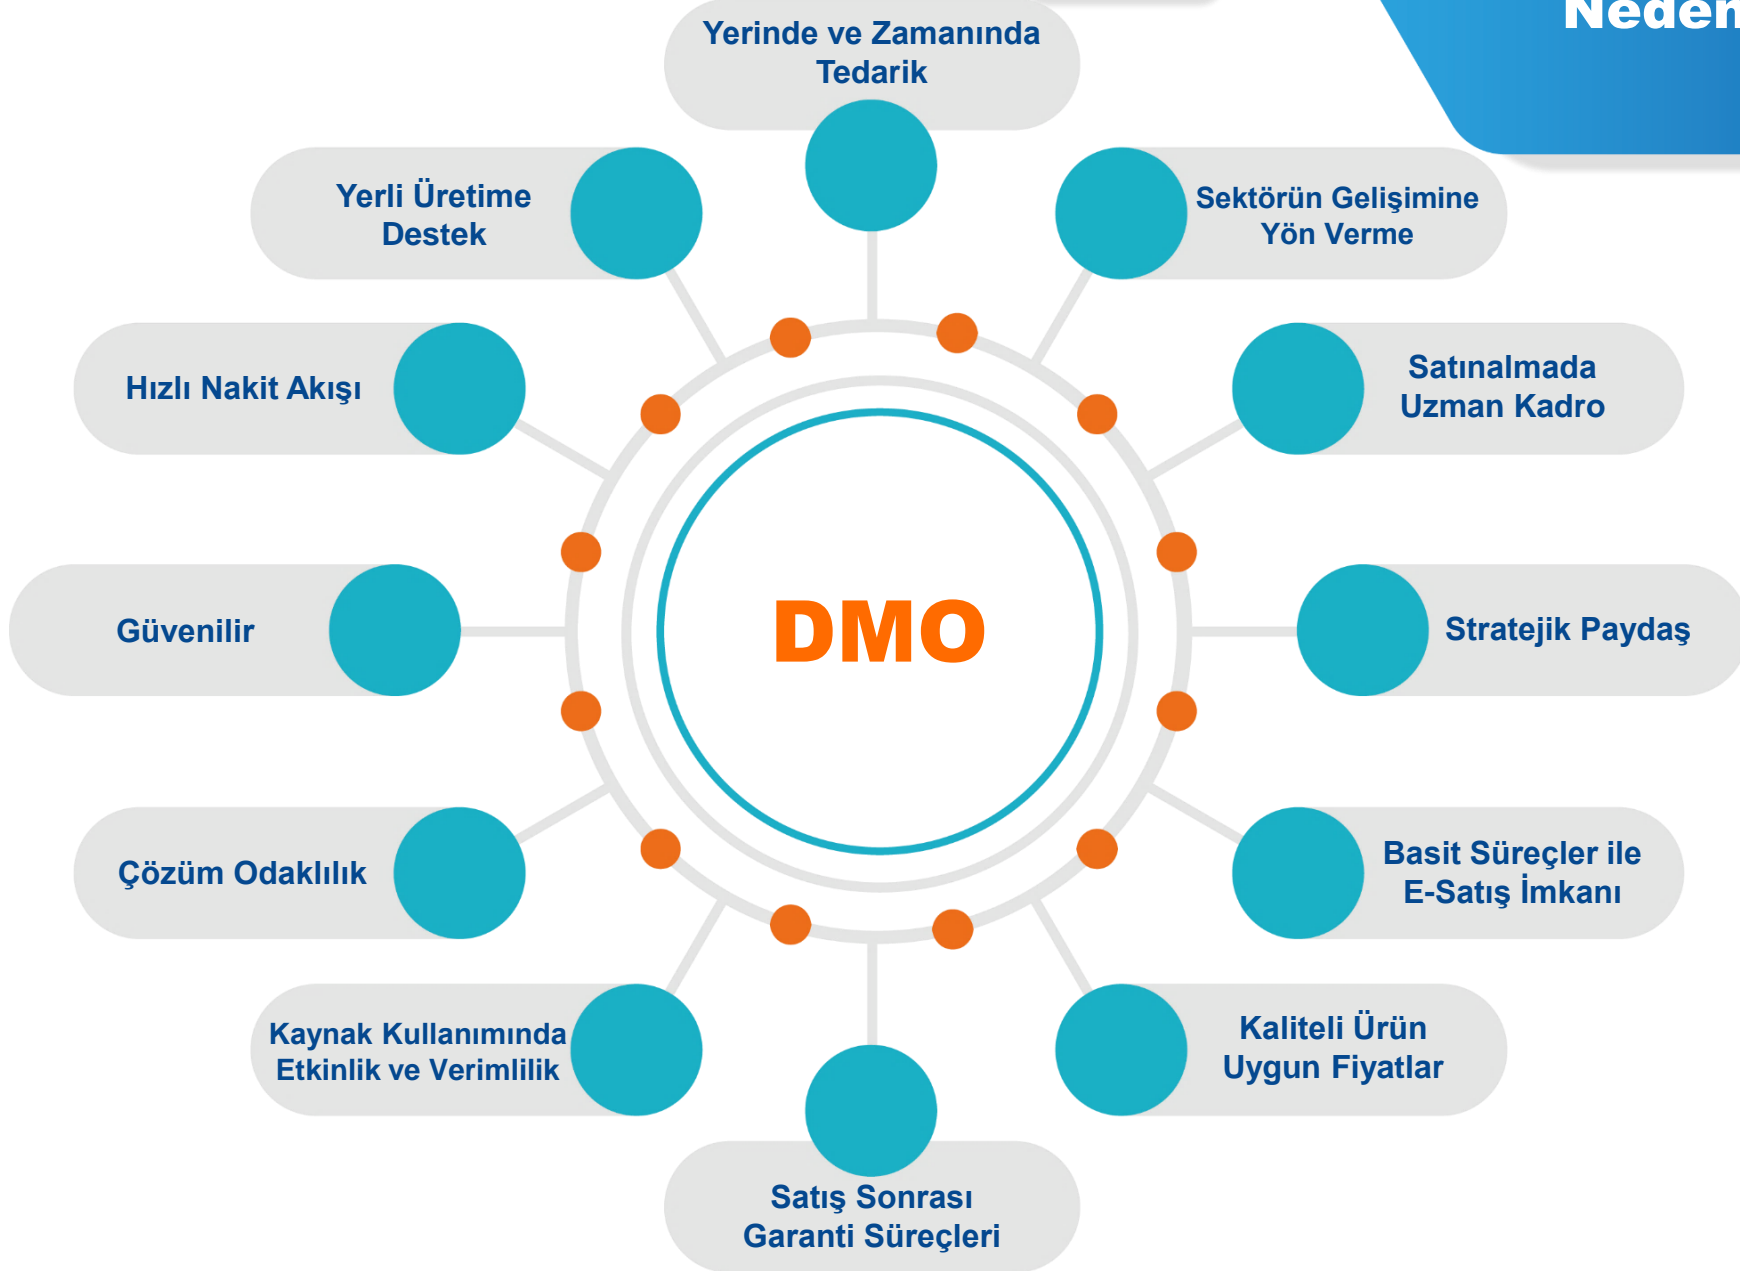 Neden
Yerinde ve Zamanında
Tedarik
Yerli Üretime
Destek
Sektörün Gelişimine
Yön Verme
Hızlı Nakit Akışı
Satınalmada
Uzman Kadro
Güvenilir
DMO
Stratejik Paydaş
Çözüm Odaklılık
Basit Süreçler ile
E-Satış İmkanı
Kaynak Kullanımında
Etkinlik ve Verimlilik
Kaliteli Ürün
Uygun Fiyatlar
Satış Sonrası
Garanti Süreçleri